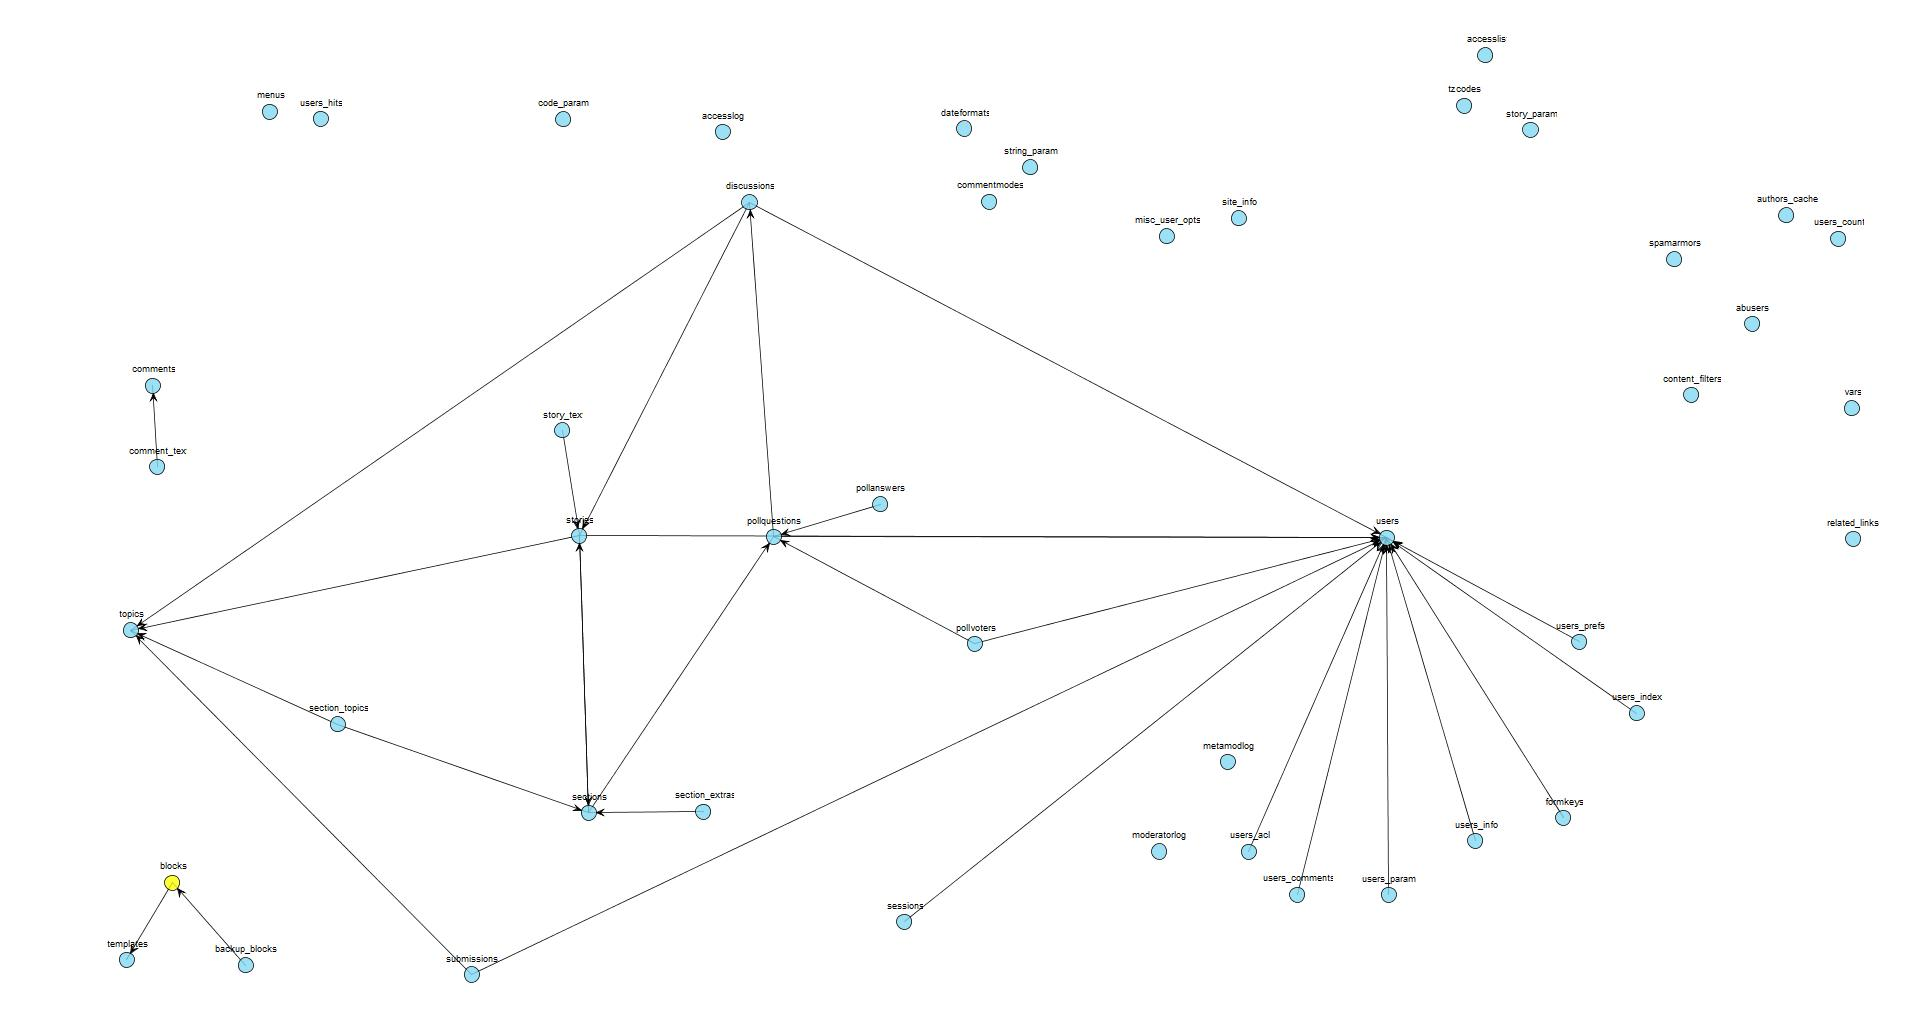 accesslis
tzcodes
menus
users_hits
code_param
accesslog
dateformats
story_param
string_param
discussions
commentmodes
site_info
misc_user_opts
authors_cache
users_count
spamarmors
abusers
comments
content_filters
vars
story_tex
comment_tex
pollanswers
stories
pollquestions
users
related_links
topics
pollvoters
users_prefs
section_topics
users_index
metamodlog
sections
section_extras
formkeys
users_info
moderatorlog
users_acl
blocks
users_comments
users_param
sessions
templates
backup_blocks
submissions